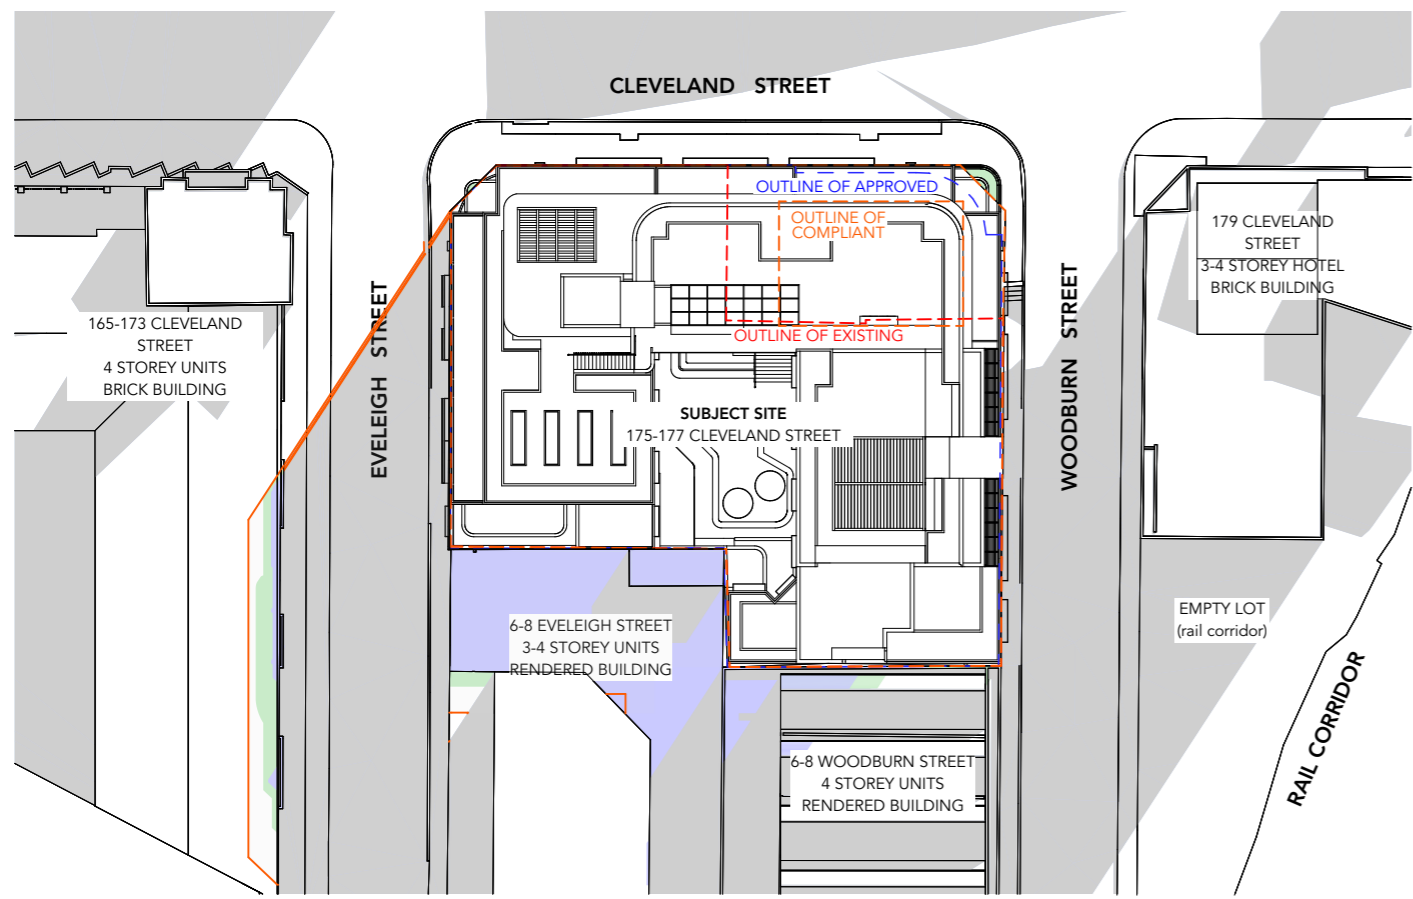 CLEVELAND STREET
OUTLINE OF APPROVED
OUTLINE OF
COMPLIANT
OUTLINE OF EXISTING
179 CLEVELAND
STREET
3-4 STOREY HOTEL
BRICK BUILDING
165-173 CLEVELAND
STREET
4 STOREY UNITS
BRICK BUILDING
EVELEIGH STREET
WOODBURN STREET
SUBJECT SITE
175-177 CLEVELAND STREET
6-8 EVELEIGH STREET
3-4 STOREY UNITS
RENDERED BUILDING
EMPTY LOT
(rail corridor)
RAIL CORRIDOR
6-8 WOODBURN STREET
4 STOREY UNITS
RENDERED BUILDING